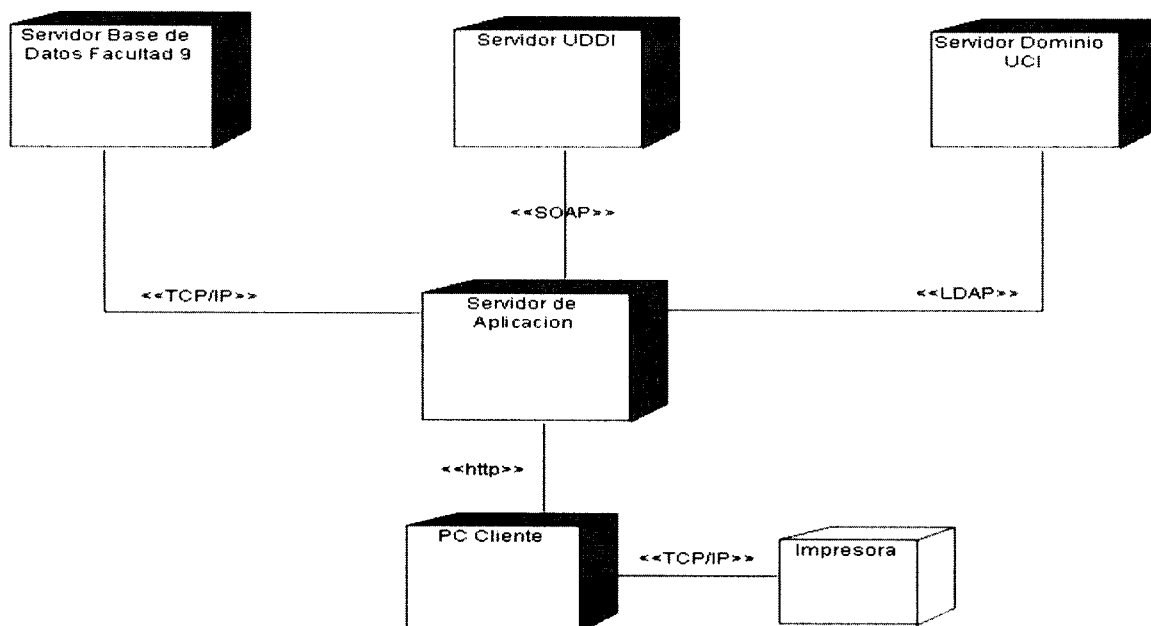 Servidor Base de
Datos Facultad 9
Servidor UDDI
Servidor Dominio
UCI
<<SOAP>>
<<TCP/IP>>
<<LDAP>>
Servidor de
Aplicacion
<<http>>
PC Cliente
<<TCP/IP>>
Impresora